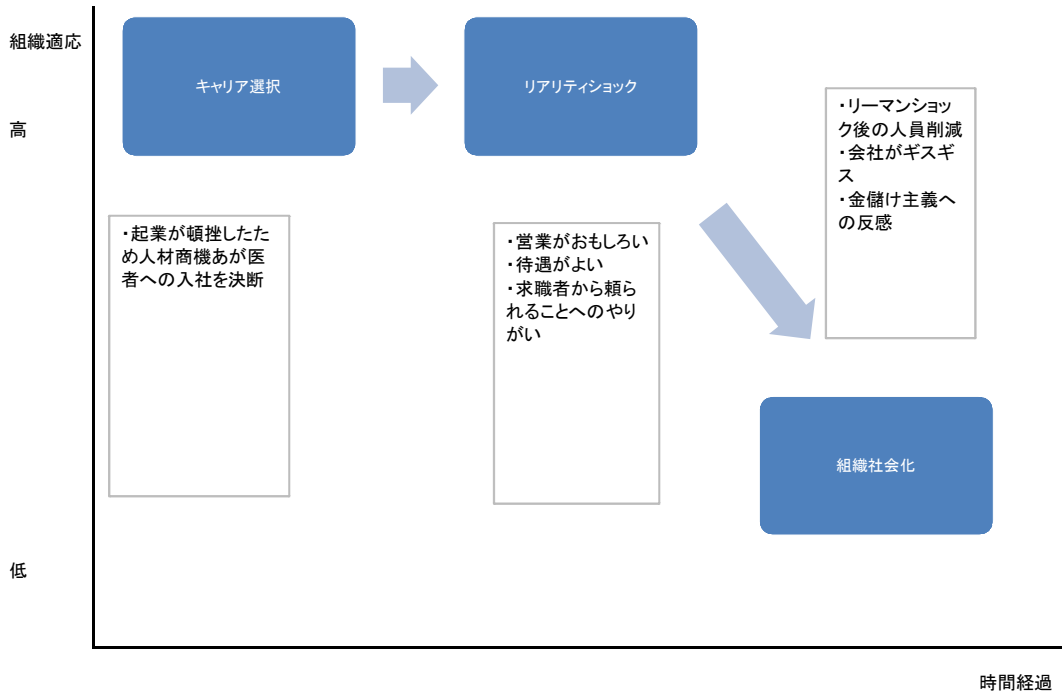 組織適応
キャリア選択
リアリティショック
高
・リーマンショッ
ク後の人員削減
・会社がギスギ
ス
・金儲け主義へ
の反感
・起業が頓挫したた
め人材商機あが医
者への入社を決断
・営業がおもしろい
・待遇がよい
・求職者から頼ら
れることへのやり
がい
組織社会化
低
時間経過